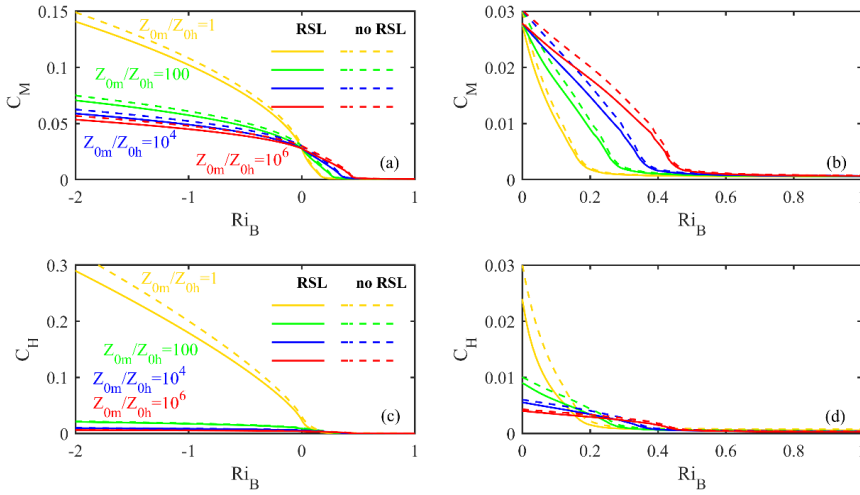 0.15
0.10
0.05
0
C_M
Z_0m/Z_0h=1
RSL no RSL
Z_0m/Z_0h=100
Z_0m/Z_0h=10^4
Z_0m/Z_0h=10^6
(a)
-2 -1 0 1
Ri_B
0.03
0.02
0.01
0
C_M
(b)
0 0.2 0.4 0.6 0.8 1
Ri_B
0.3
0.2
0.1
0
C_H
Z_0m/Z_0h=1
RSL no RSL
Z_0m/Z_0h=100
Z_0m/Z_0h=10^4
Z_0m/Z_0h=10^6
(c)
-2 -1 0 1
Ri_B
0.03
0.02
0.01
0
C_H
(d)
0 0.2 0.4 0.6 0.8 1
Ri_B